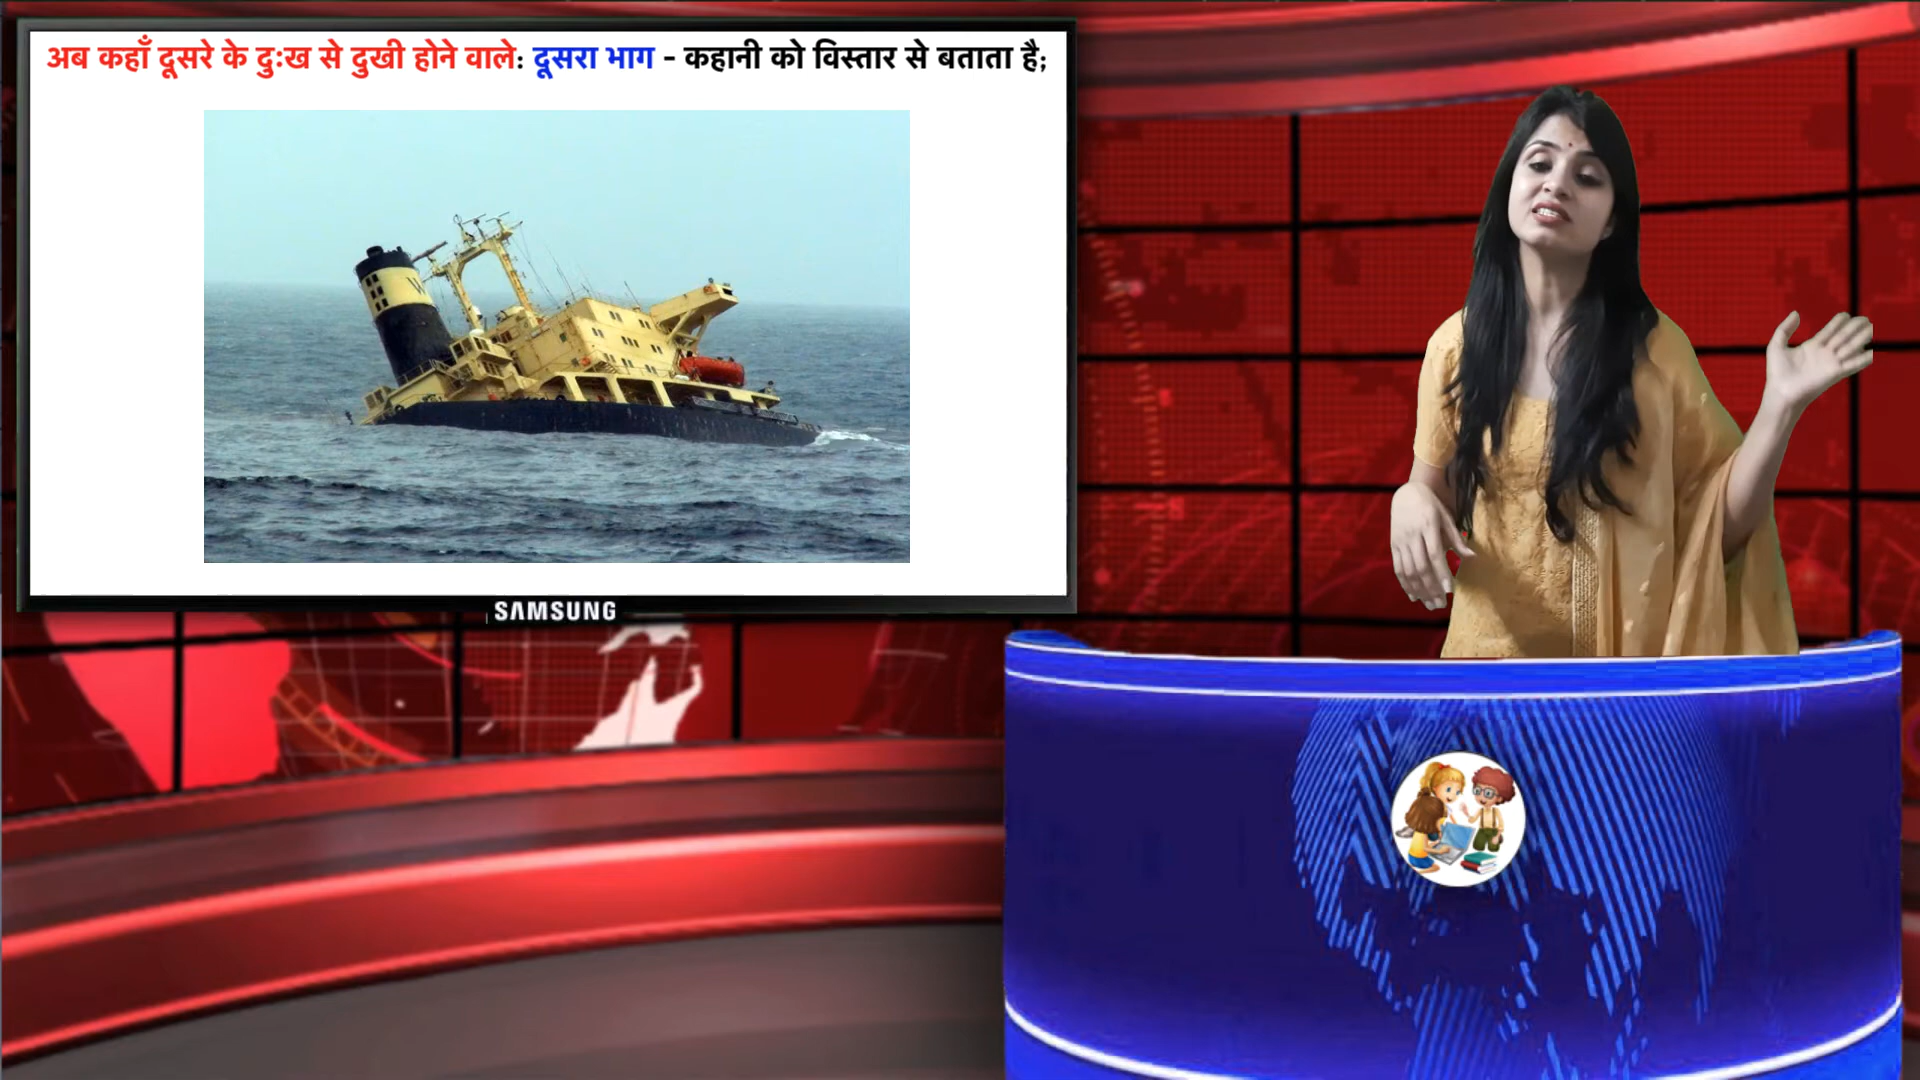 अब कहाँ दूसरे के दुःख से दुखी होने वाले: दूसरा भाग - कहानी को विस्तार से बताता है;
W
SAMSUNG